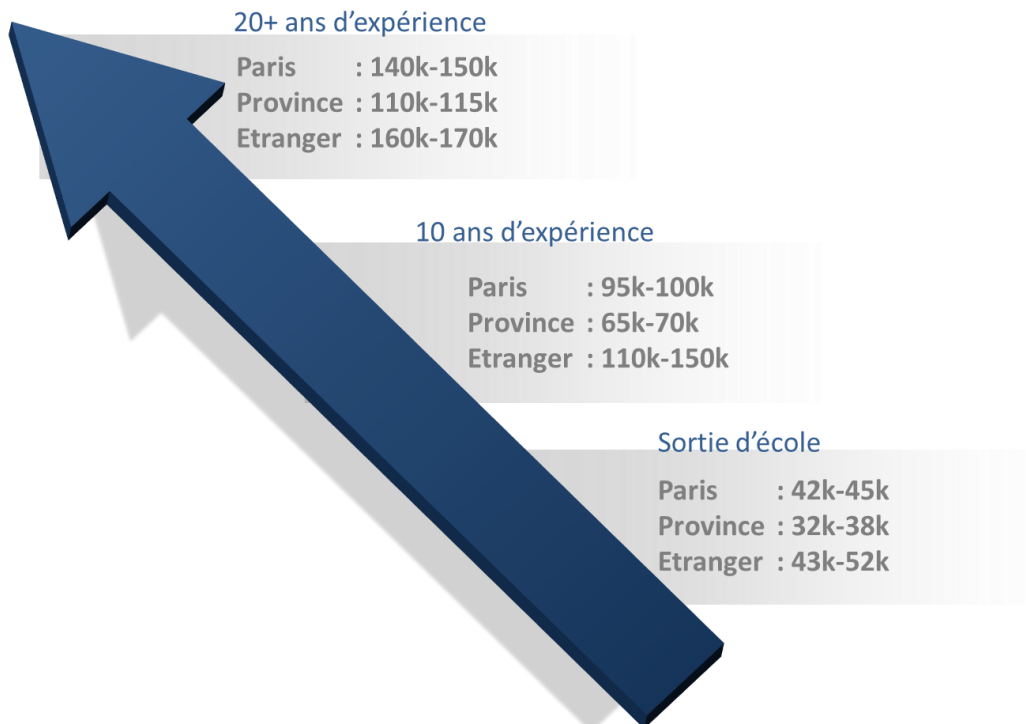 20+ ans d'expérience
Paris : 140k-150k
Province : 110k-115k
Etranger : 160k-170k
10 ans d'expérience
Paris : 95k-100k
Province : 65k-70k
Etranger : 110k-150k
Sortie d'école
Paris : 42k-45k
Province : 32k-38k
Etranger : 43k-52k